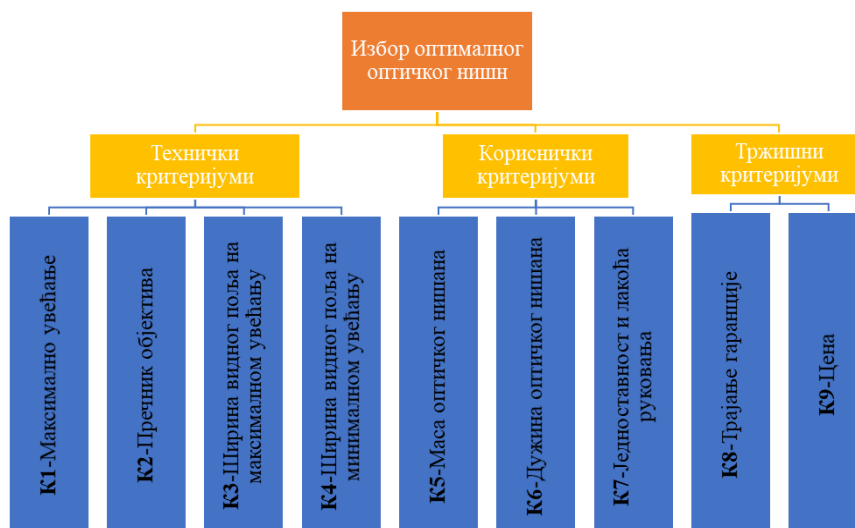 Избор оптималног
оптичког нишн
Технички
критеријуми
Кориснички
критеријуми
Тржишни
критеријуми
К1-Максимално увећање
К2-Пречник објектива
К3-Ширина видног поља на
максималном увећању
К4-Ширина видног поља на
минималном увећању
К5-Маса оптичког нишана
К6-Дужина оптичког нишана
К7-Једноставност и лакоћа
руковања
К8-Трајање гаранције
К9-Цена